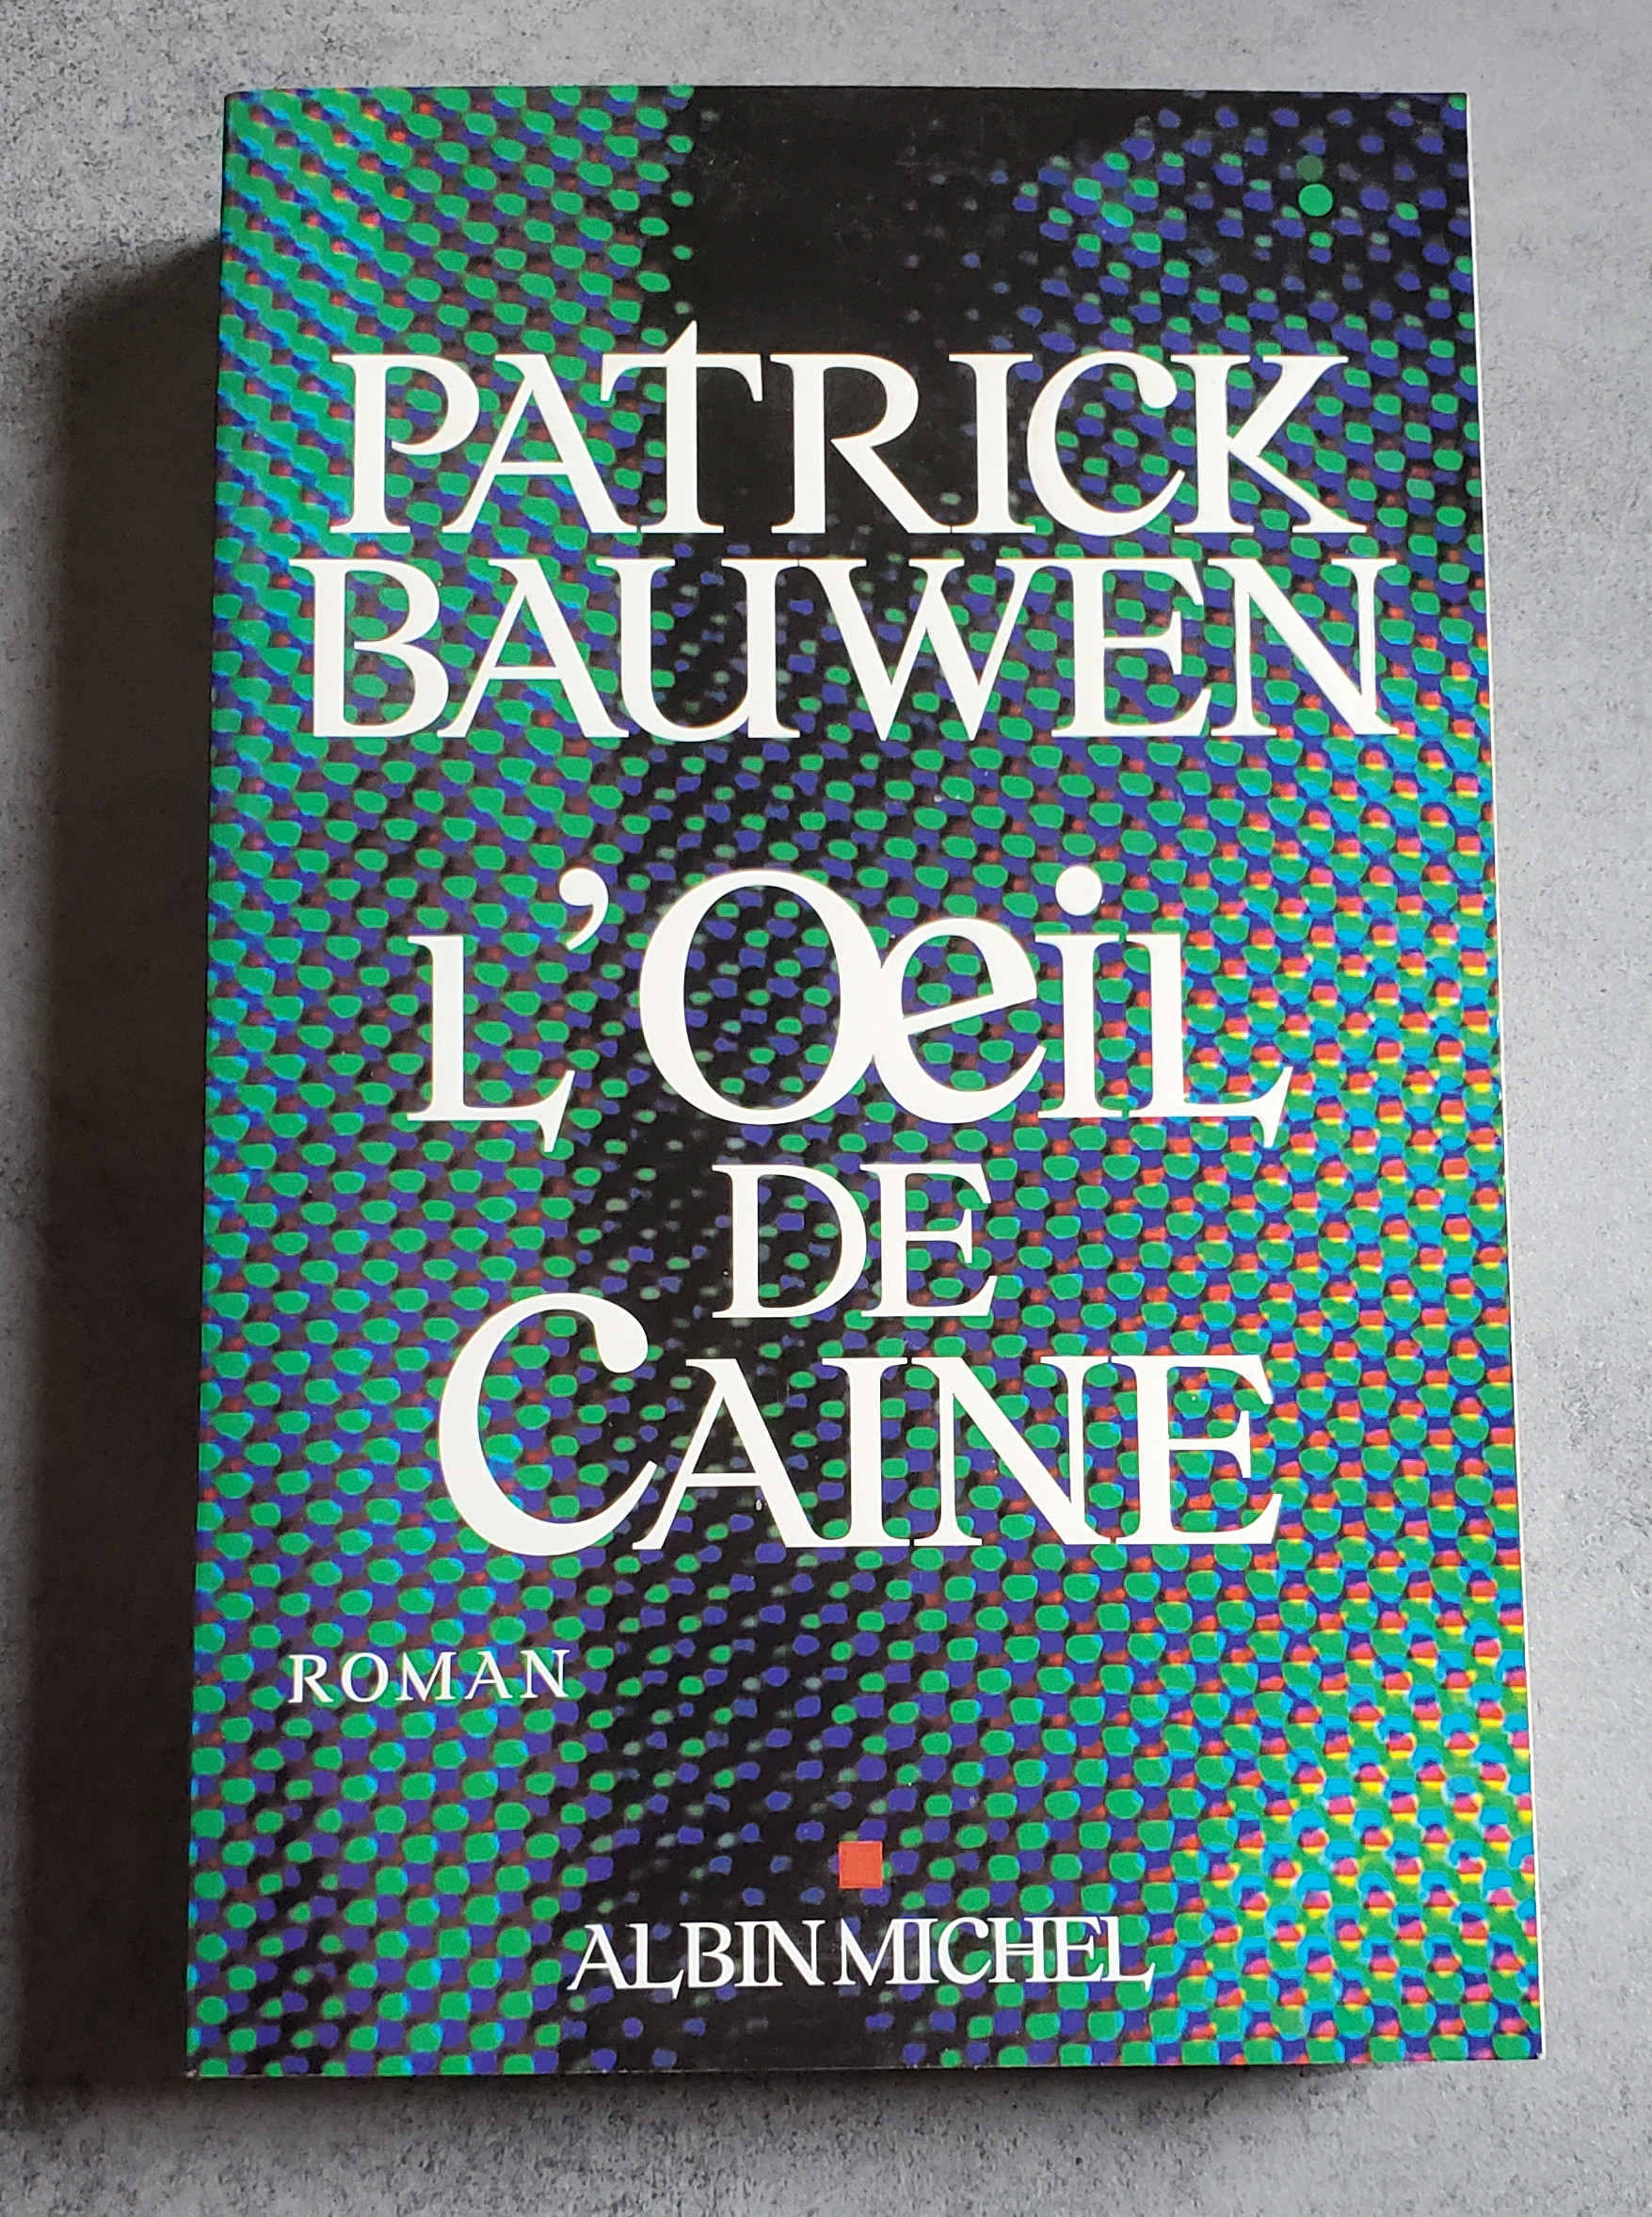 PATRICK
BAUWEN
L'OeiL
DE
CAINE
ROMAN
ALBIN MICHEL